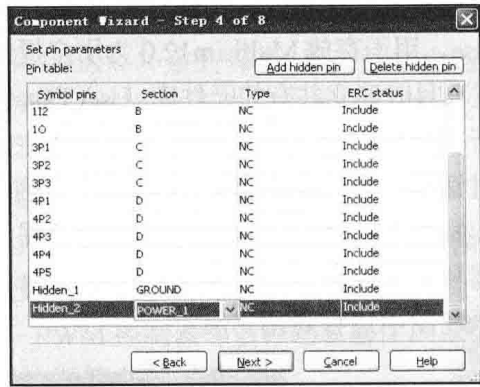 Component Wizard - Step 4 of 8
Set pin parameters
Pin table:
Add hidden pin
Delete hidden pin
Symbol pins Section Type ERC status
1I2 B NC Include
1O B NC Include
3P1 C NC Include
3P2 C NC Include
3P3 C NC Include
4P1 D NC Include
4P2 D NC Include
4P3 D NC Include
4P4 D NC Include
4P5 D NC Include
Hidden_1 GROUND NC Include
Hidden_2 POWER_1 NC Include
< Back
Next >
Cancel
Help